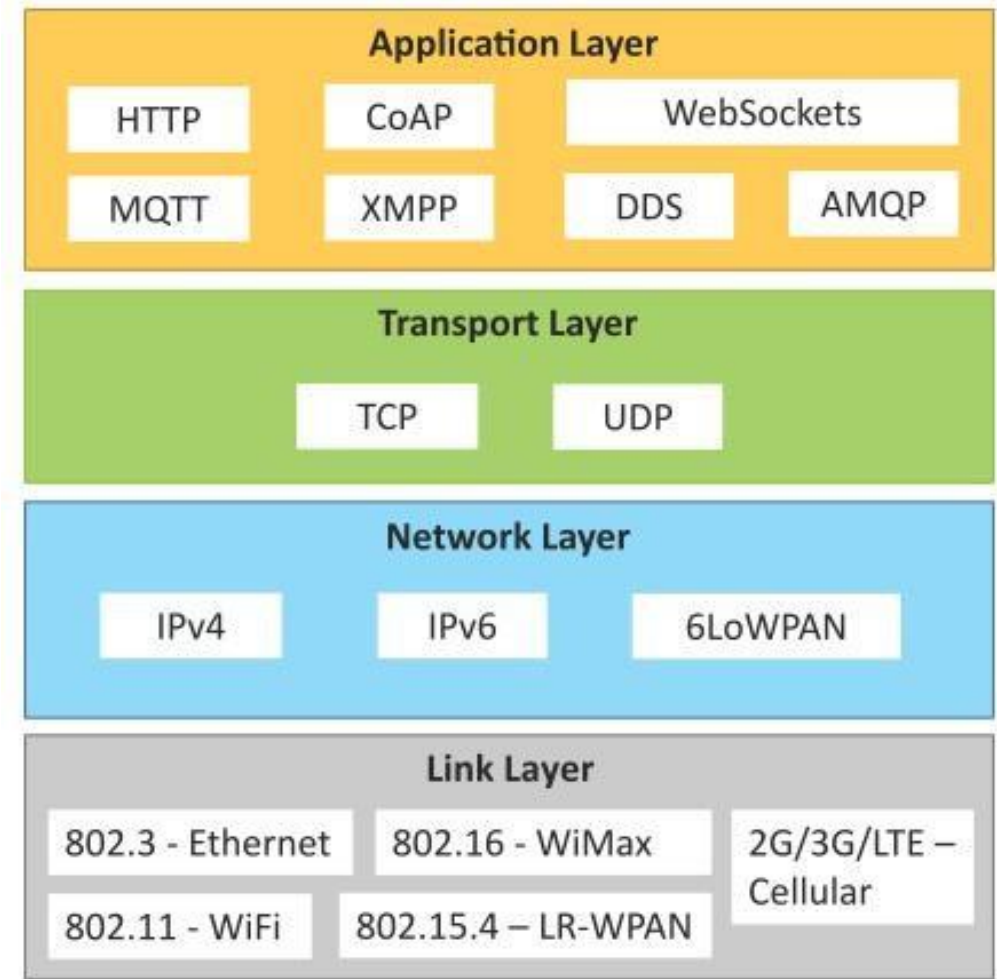 Application Layer
HTTP
CoAP
WebSockets
MQTT
XMPP
DDS
AMQP
Transport Layer
TCP
UDP
Network Layer
IPv4
IPv6
6LoWPAN
Link Layer
802.3 - Ethernet
802.16 - WiMax
2G/3G/LTE –
Cellular
802.11 - WiFi
802.15.4 – LR-WPAN